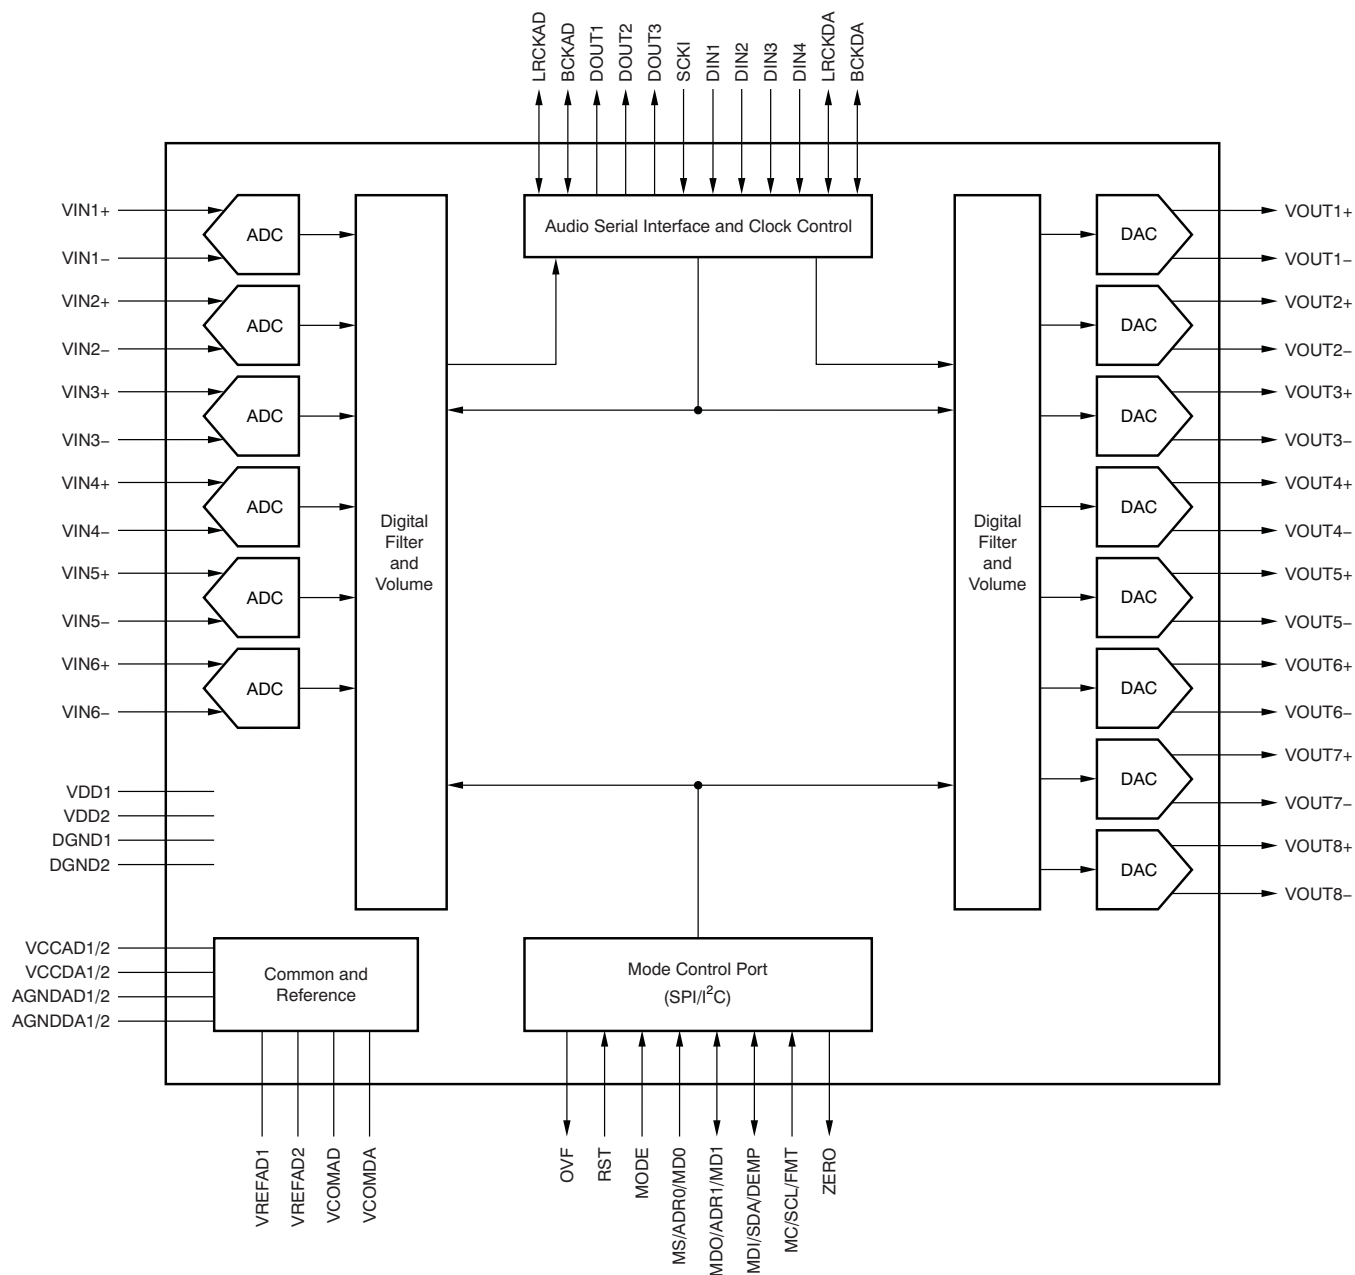 LRCKAD
BCKAD
DOUT1
DOUT2
DOUT3
SCKI
DIN1
DIN2
DIN3
DIN4
LRCKDA
BCKDA
Audio Serial Interface and Clock Control
VIN1+
VIN1−
VIN2+
VIN2−
VIN3+
VIN3−
VIN4+
VIN4−
VIN5+
VIN5−
VIN6+
VIN6−
ADC
ADC
ADC
ADC
ADC
ADC
Digital
Filter
and
Volume
Digital
Filter
and
Volume
DAC
DAC
DAC
DAC
DAC
DAC
DAC
DAC
VOUT1+
VOUT1−
VOUT2+
VOUT2−
VOUT3+
VOUT3−
VOUT4+
VOUT4−
VOUT5+
VOUT5−
VOUT6+
VOUT6−
VOUT7+
VOUT7−
VOUT8+
VOUT8−
VDD1
VDD2
DGND1
DGND2
VCCAD1/2
VCCDA1/2
AGNDAD1/2
AGNDDA1/2
Common and
Reference
Mode Control Port
(SPI/I²C)
VREFAD1
VREFAD2
VCOMAD
VCOMDA
OVF
RST
MODE
MS/ADR0/MD0
MDO/ADR1/MD1
MDI/SDA/DEMP
MC/SCL/FMT
ZERO